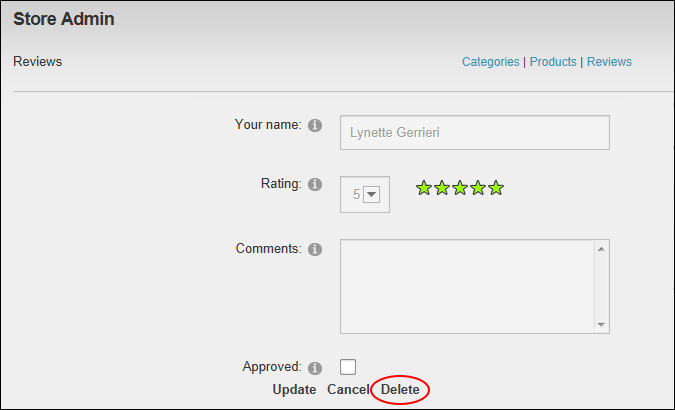 Store Admin
Reviews
Categories | Products | Reviews
Your name:
Lynette Gerrieri
Rating:
5
Comments:
Approved:
Update Cancel Delete